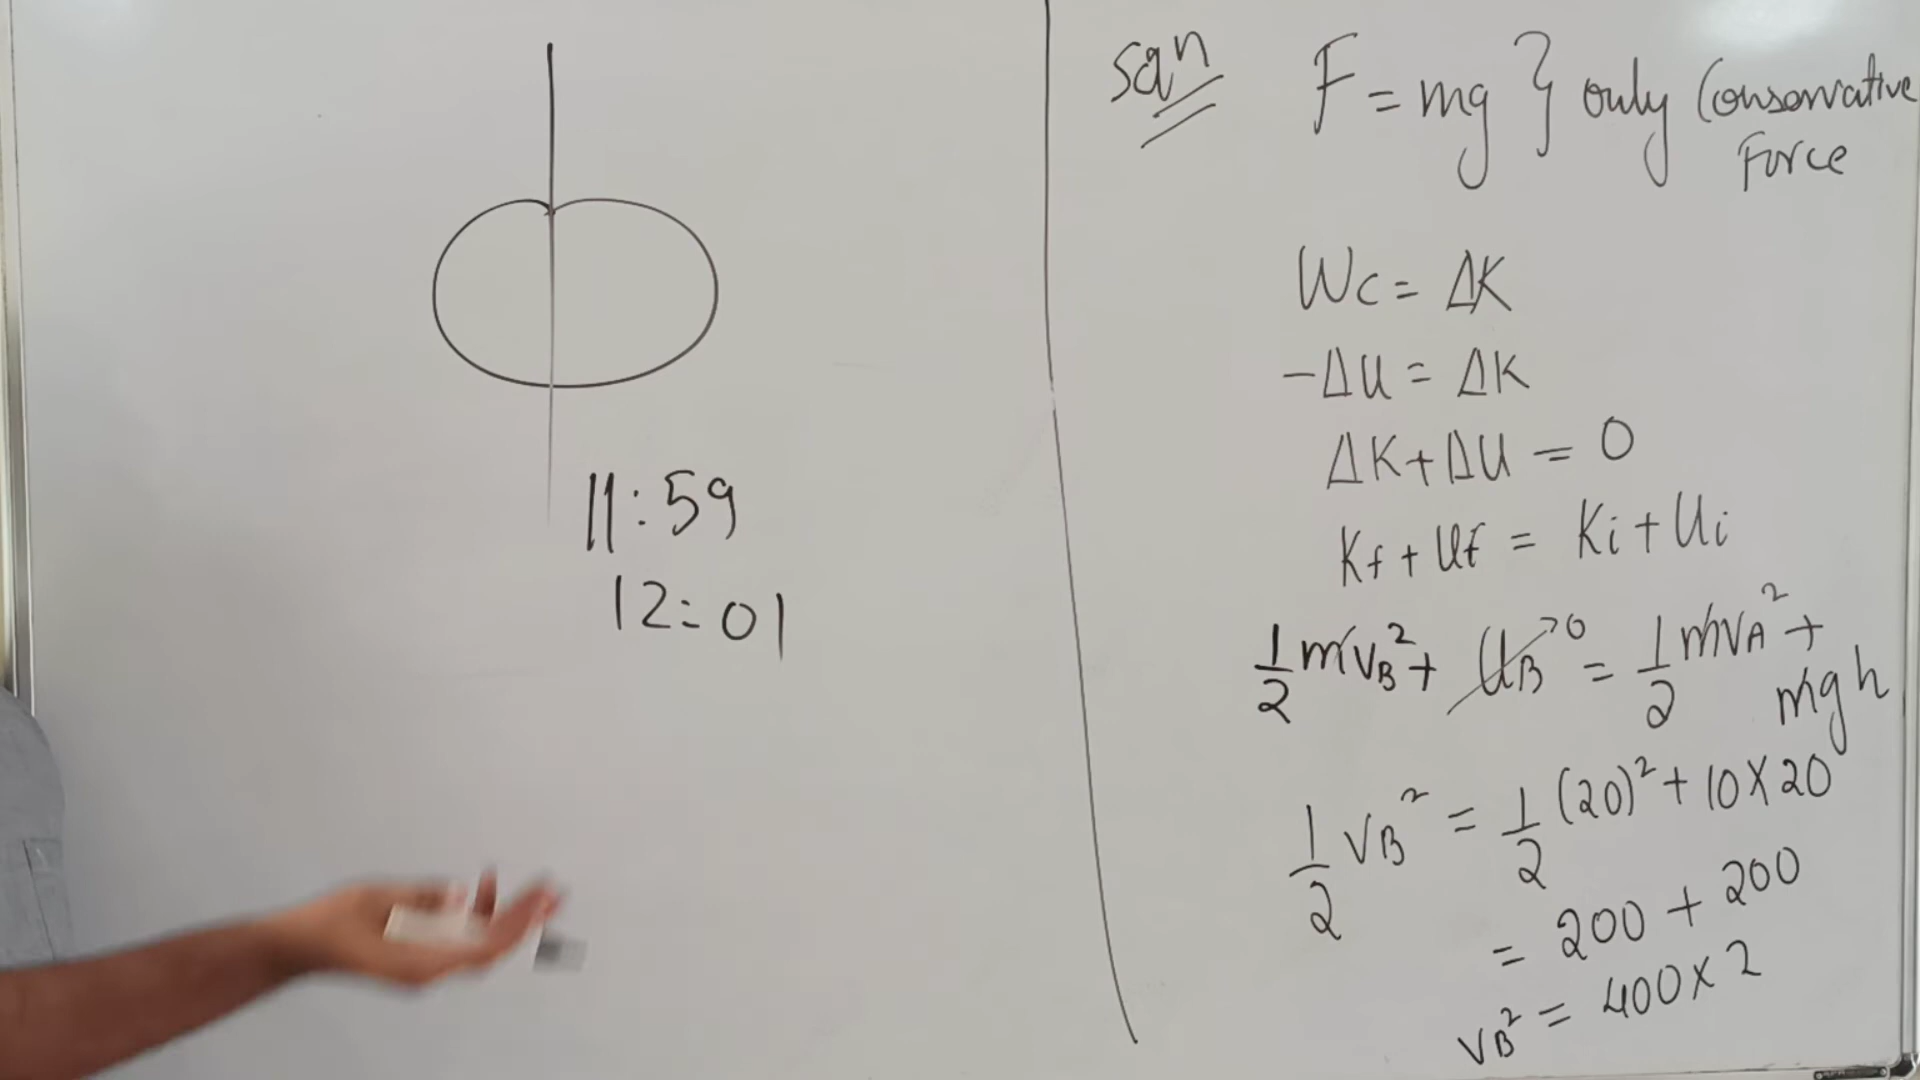 11:59
12:01
Solⁿ F = mg } only Conservative
Force
Wc = ΔK
-ΔU = ΔK
ΔK + ΔU = 0
Kf + Uf = Ki + Ui
1/2 mVB² + UB→0 = 1/2 mVA² +
mgh
1/2 VB² = 1/2 (20)² + 10 × 20
= 200 + 200
VB² = 400 × 2